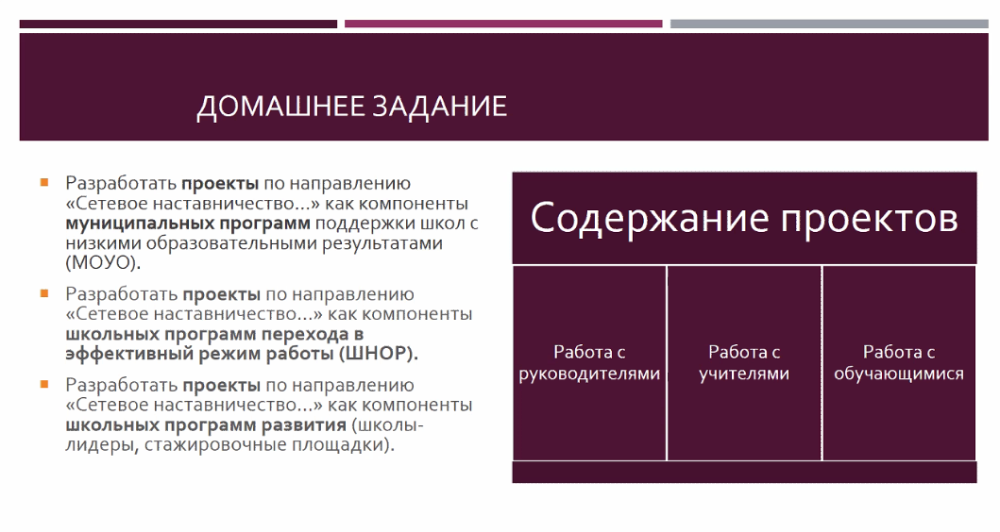 ДОМАШНЕЕ ЗАДАНИЕ
Разработать проекты по направлению
«Сетевое наставничество…» как компоненты
муниципальных программ поддержки школ с
низкими образовательными результатами
(МОУО).
Разработать проекты по направлению
«Сетевое наставничество…» как компоненты
школьных программ перехода в
эффективный режим работы (ШНОР).
Разработать проекты по направлению
«Сетевое наставничество…» как компоненты
школьных программ развития (школы-
лидеры, стажировочные площадки).
Содержание проектов
Работа с
руководителями
Работа с
учителями
Работа с
обучающимися